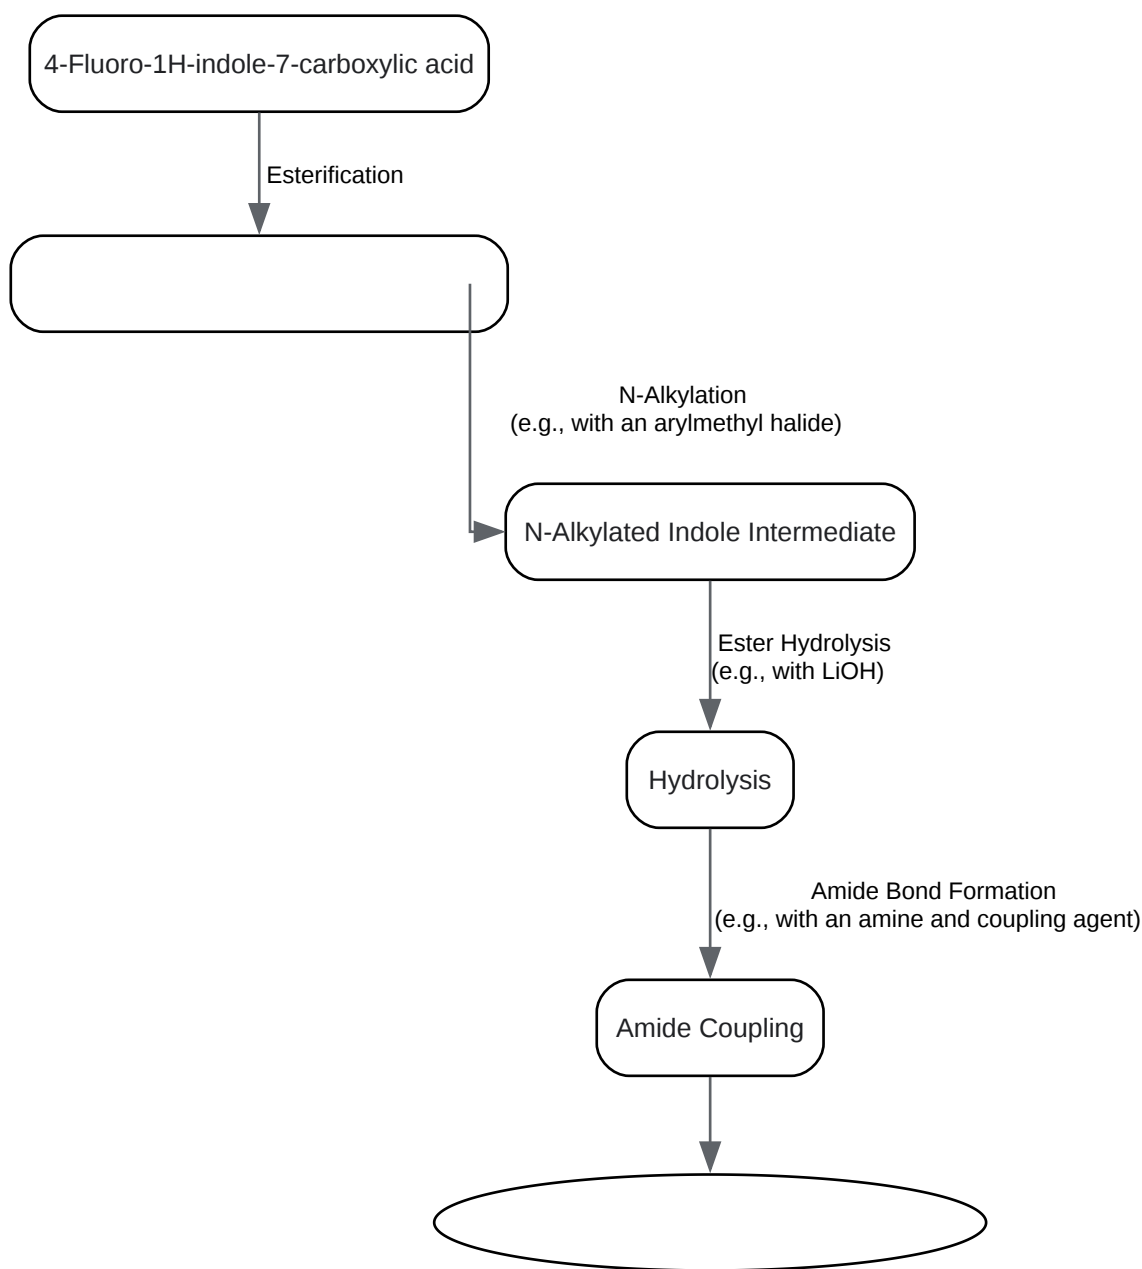 4-Fluoro-1H-indole-7-carboxylic acid
Esterification
N-Alkylation
(e.g., with an arylmethyl halide)
N-Alkylated Indole Intermediate
Ester Hydrolysis
(e.g., with LiOH)
Hydrolysis
Amide Bond Formation
(e.g., with an amine and coupling agent)
Amide Coupling